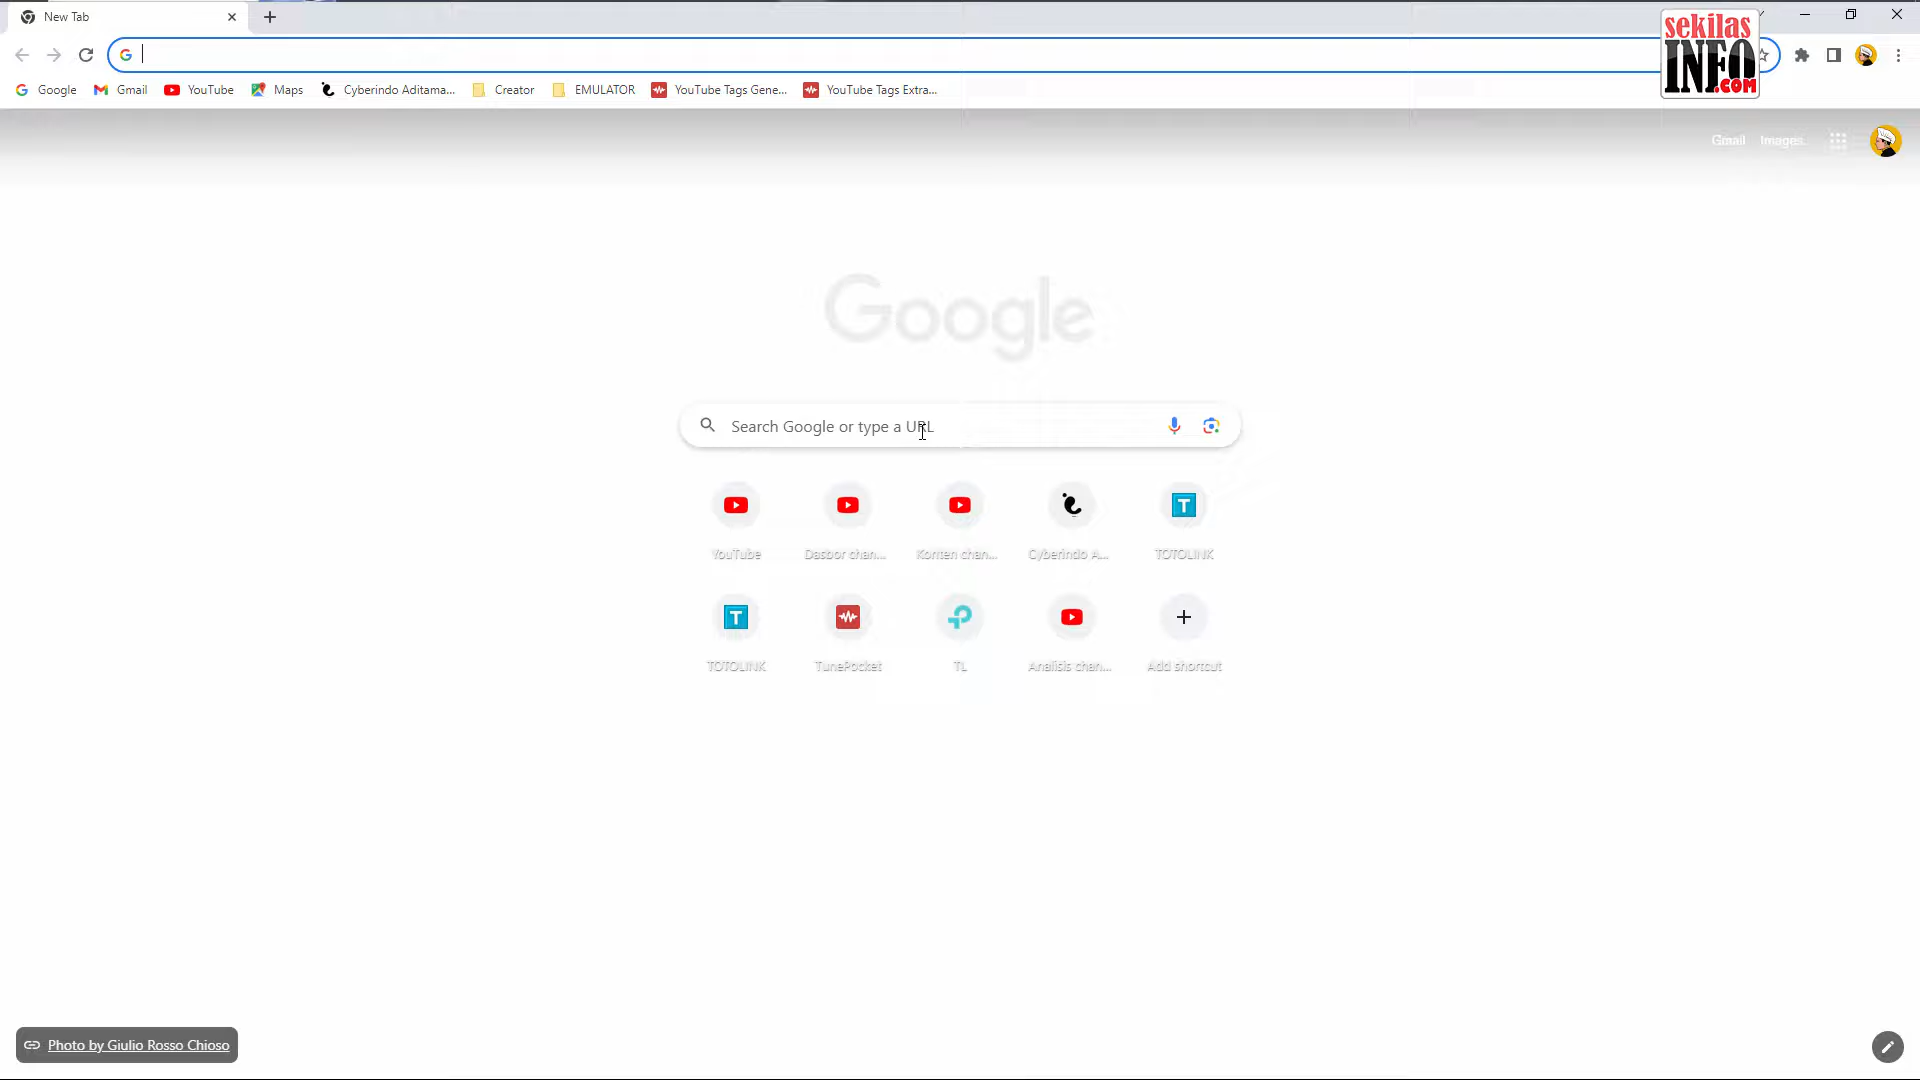 New Tab
sekilas
INFO
.com
Google
Gmail
YouTube
Maps
Cyberindo Aditama...
Creator
EMULATOR
YouTube Tags Gene...
YouTube Tags Extra...
Gmail
Images
Google
Search Google or type a URL
YouTube
Dasbor chan...
Konten chan...
Cyberindo A...
TOTOLINK
TOTOLINK
TunePocket
TL
Analisis chan...
Add shortcut
Photo by Giulio Rosso Chioso